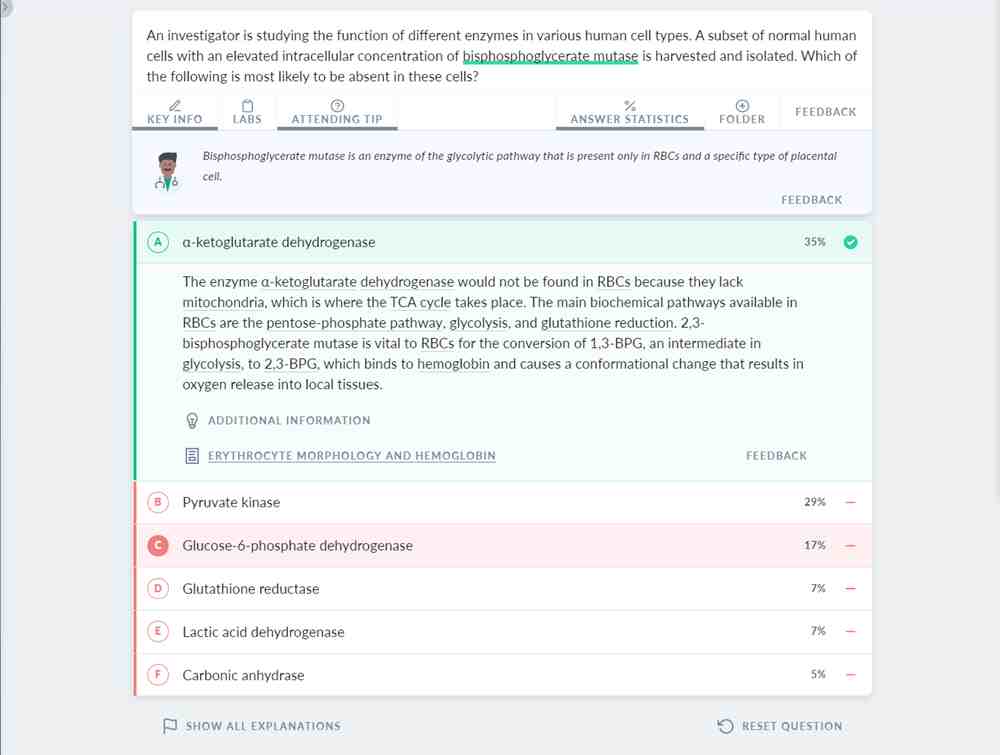 An investigator is studying the function of different enzymes in various human cell types. A subset of normal human
cells with an elevated intracellular concentration of bisphosphoglycerate mutase is harvested and isolated. Which of
the following is most likely to be absent in these cells?
KEY INFO
LABS
ATTENDING TIP
ANSWER STATISTICS
FOLDER
FEEDBACK
Bisphosphoglycerate mutase is an enzyme of the glycolytic pathway that is present only in RBCs and a specific type of placental
cell.
FEEDBACK
A α-ketoglutarate dehydrogenase 35%
The enzyme α-ketoglutarate dehydrogenase would not be found in RBCs because they lack
mitochondria, which is where the TCA cycle takes place. The main biochemical pathways available in
RBCs are the pentose-phosphate pathway, glycolysis, and glutathione reduction. 2,3-
bisphosphoglycerate mutase is vital to RBCs for the conversion of 1,3-BPG, an intermediate in
glycolysis, to 2,3-BPG, which binds to hemoglobin and causes a conformational change that results in
oxygen release into local tissues.
ADDITIONAL INFORMATION
ERYTHROCYTE MORPHOLOGY AND HEMOGLOBIN
FEEDBACK
B Pyruvate kinase 29%
C Glucose-6-phosphate dehydrogenase 17%
D Glutathione reductase 7%
E Lactic acid dehydrogenase 7%
F Carbonic anhydrase 5%
SHOW ALL EXPLANATIONS
RESET QUESTION